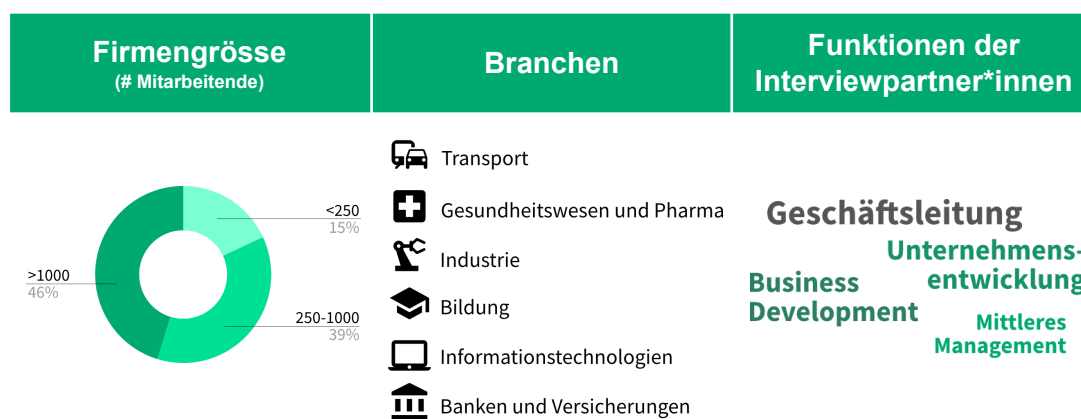 Firmengrösse
(# Mitarbeitende)
Branchen
Funktionen der
Interviewpartner*innen
<250
15%
>1000
46%
250-1000
39%
Transport
Gesundheitswesen und Pharma
Industrie
Bildung
Informationstechnologien
Banken und Versicherungen
Geschäftsleitung
Unternehmens-
entwicklung
Business
Development
Mittleres
Management